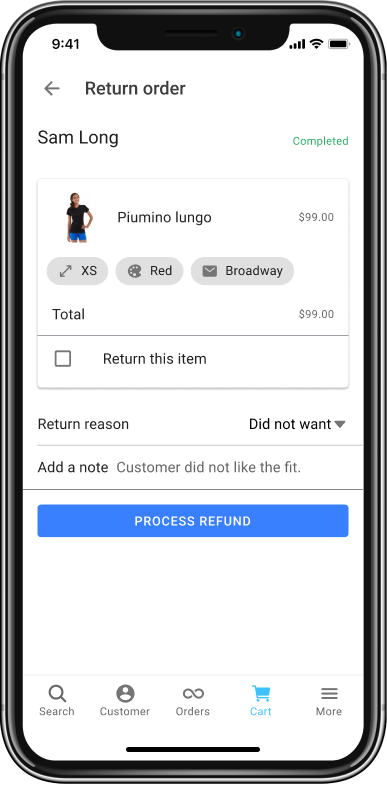 9:41
Return order
Sam Long
Completed
Piumino lungo $99.00
XS Red Broadway
Total $99.00
Return this item
Return reason Did not want
Add a note Customer did not like the fit.
PROCESS REFUND
Search Customer Orders Cart More